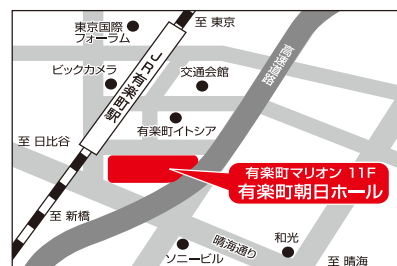 至 東京
東京国際
フォーラム
JR有楽町駅
高速道路
ビックカメラ
交通会館
有楽町イトシア
至 日比谷
有楽町マリオン 11F
有楽町朝日ホール
至 新橋
晴海通り
和光
ソニービル
至 晴海